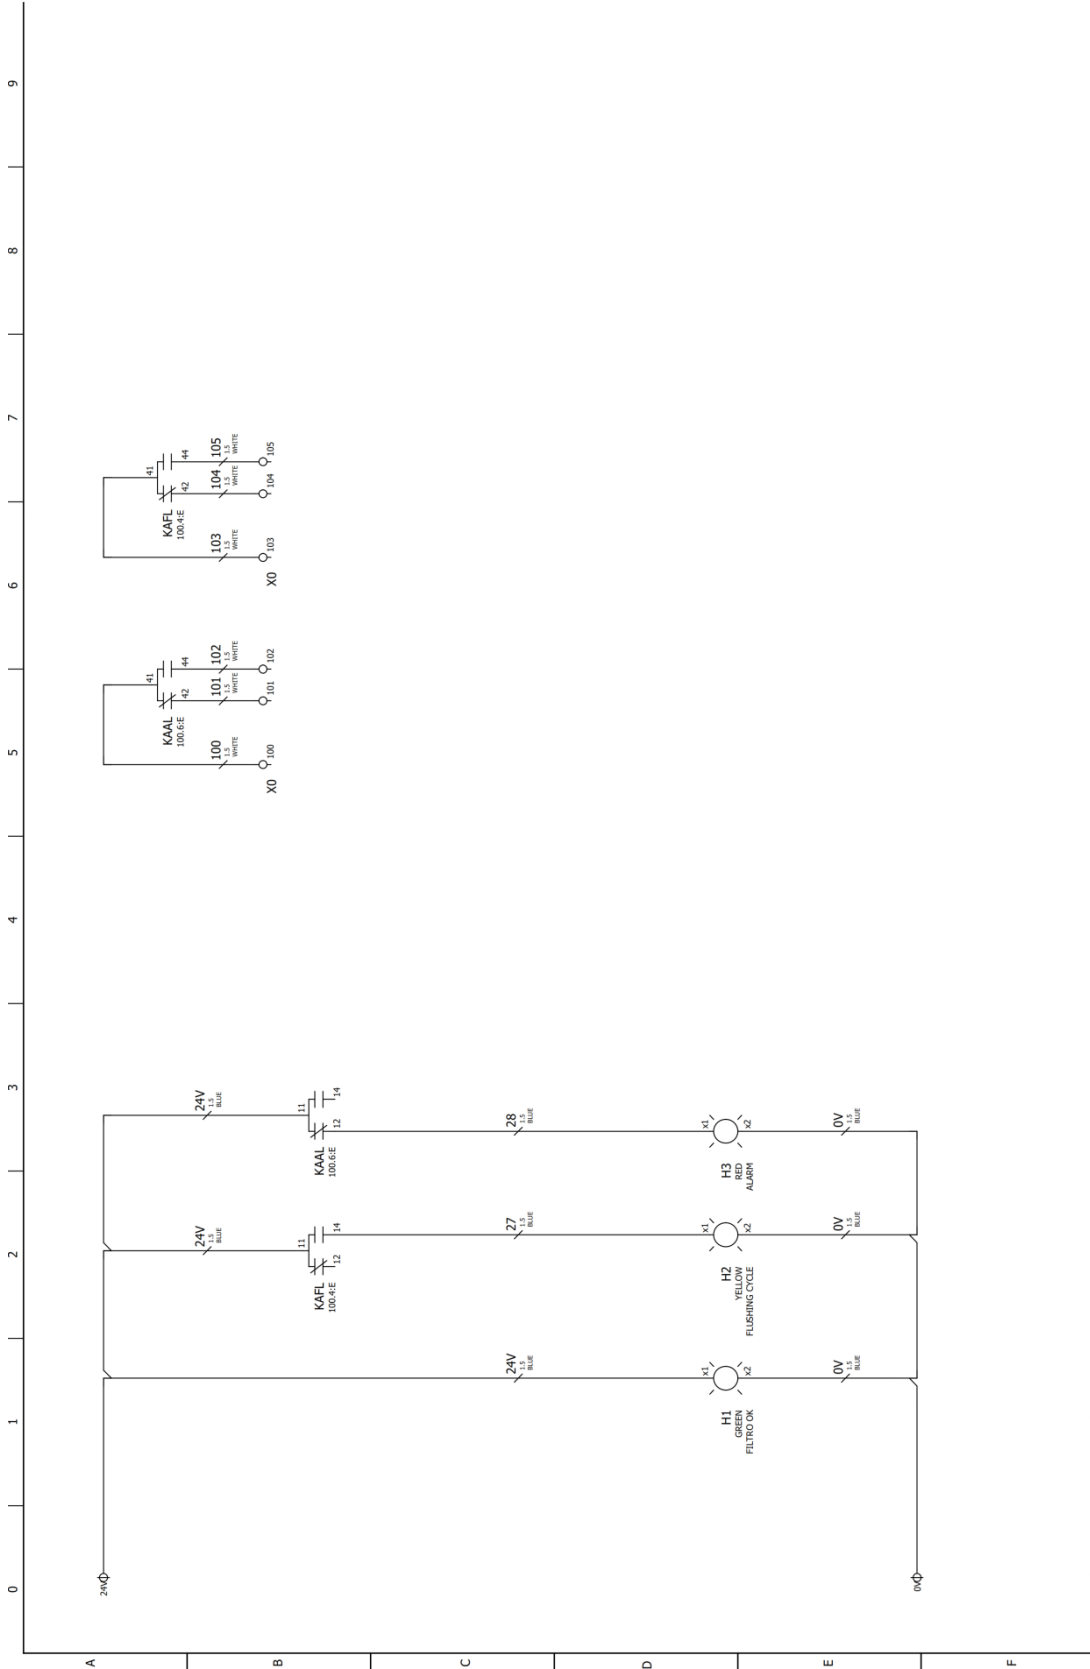 0
1
2
3
4
5
6
7
8
9
A
B
C
D
E
F
24V
0V
24V
1.5
BLUE
H1
GREEN
FILTRO OK
x1
x2
0V
1.5
BLUE
24V
1.5
BLUE
KAFL
100.4:E
11
12
14
27
1.5
BLUE
H2
YELLOW
FLUSHING CYCLE
x1
x2
0V
1.5
BLUE
24V
1.5
BLUE
KAAL
100.6:E
11
12
14
28
1.5
BLUE
H3
RED
ALARM
x1
x2
0V
1.5
BLUE
KAAL
100.6:E
41
42
44
100
1.5
WHITE
101
1.5
WHITE
102
1.5
WHITE
X0
100
101
102
KAFL
100.4:E
41
42
44
103
1.5
WHITE
104
1.5
WHITE
105
1.5
WHITE
X0
103
104
105